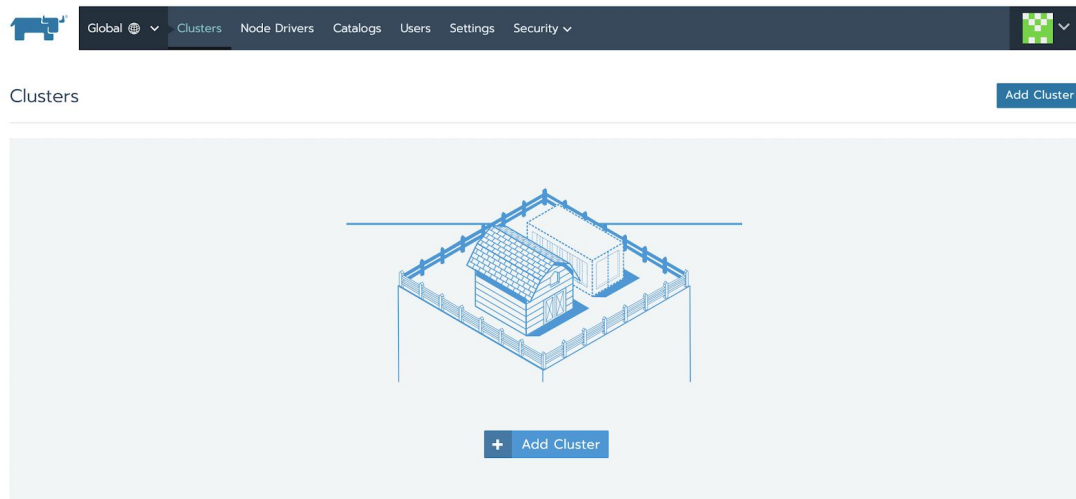 Global Clusters Node Drivers Catalogs Users Settings Security
Clusters
Add Cluster
+ Add Cluster